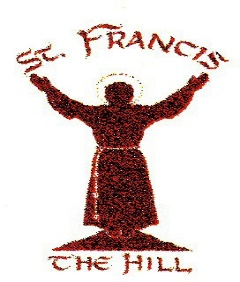 ST. FRANCIS
THE HILL